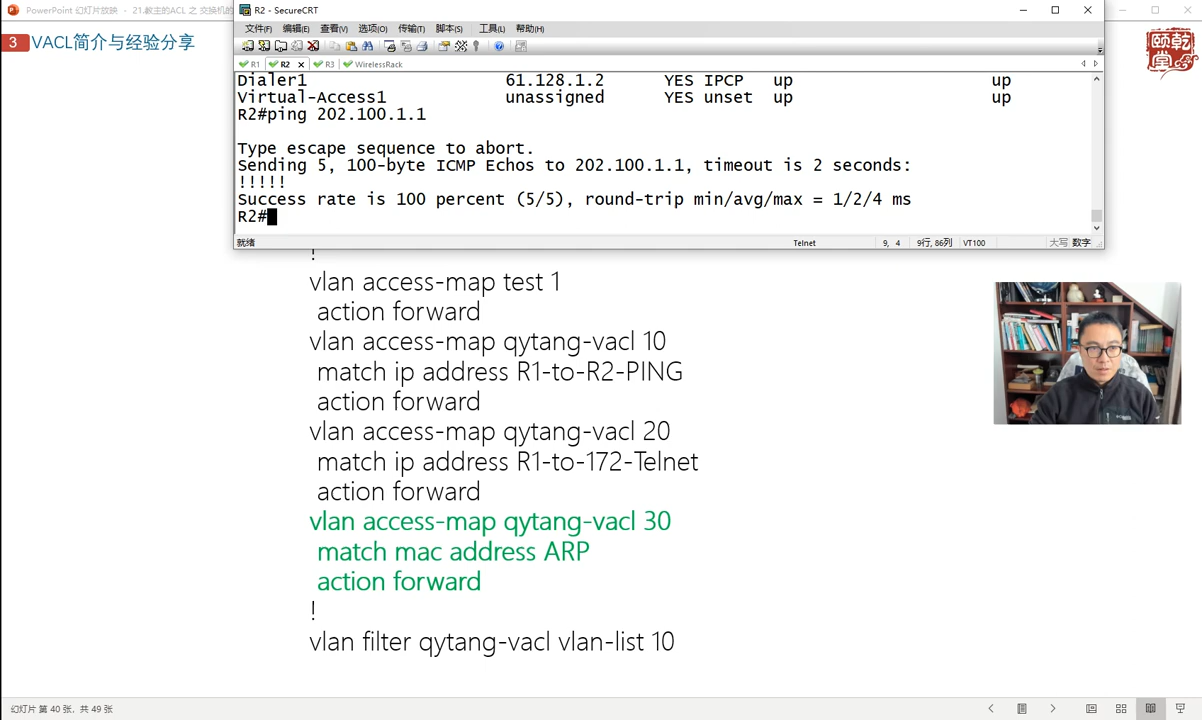 PowerPoint 幻灯片放映 - 21.教主的ACL 之 交换机的
R2 - SecureCRT
3 VACL简介与经验分享
颐乾堂
文件(F) 编辑(E) 查看(V) 选项(O) 传输(T) 脚本(S) 工具(L) 帮助(H)
R1 R2 R3 WirelessRack
Dialer1 61.128.1.2 YES IPCP up up
Virtual-Access1 unassigned YES unset up up
R2#ping 202.100.1.1
Type escape sequence to abort.
Sending 5, 100-byte ICMP Echos to 202.100.1.1, timeout is 2 seconds:
!!!!!
Success rate is 100 percent (5/5), round-trip min/avg/max = 1/2/4 ms
R2#
就绪 Telnet 9, 4 9行, 86列 VT100 大写 数字
!
vlan access-map test 1
action forward
vlan access-map qytang-vacl 10
match ip address R1-to-R2-PING
action forward
vlan access-map qytang-vacl 20
match ip address R1-to-172-Telnet
action forward
vlan access-map qytang-vacl 30
match mac address ARP
action forward
!
vlan filter qytang-vacl vlan-list 10
幻灯片 第 40 张，共 49 张